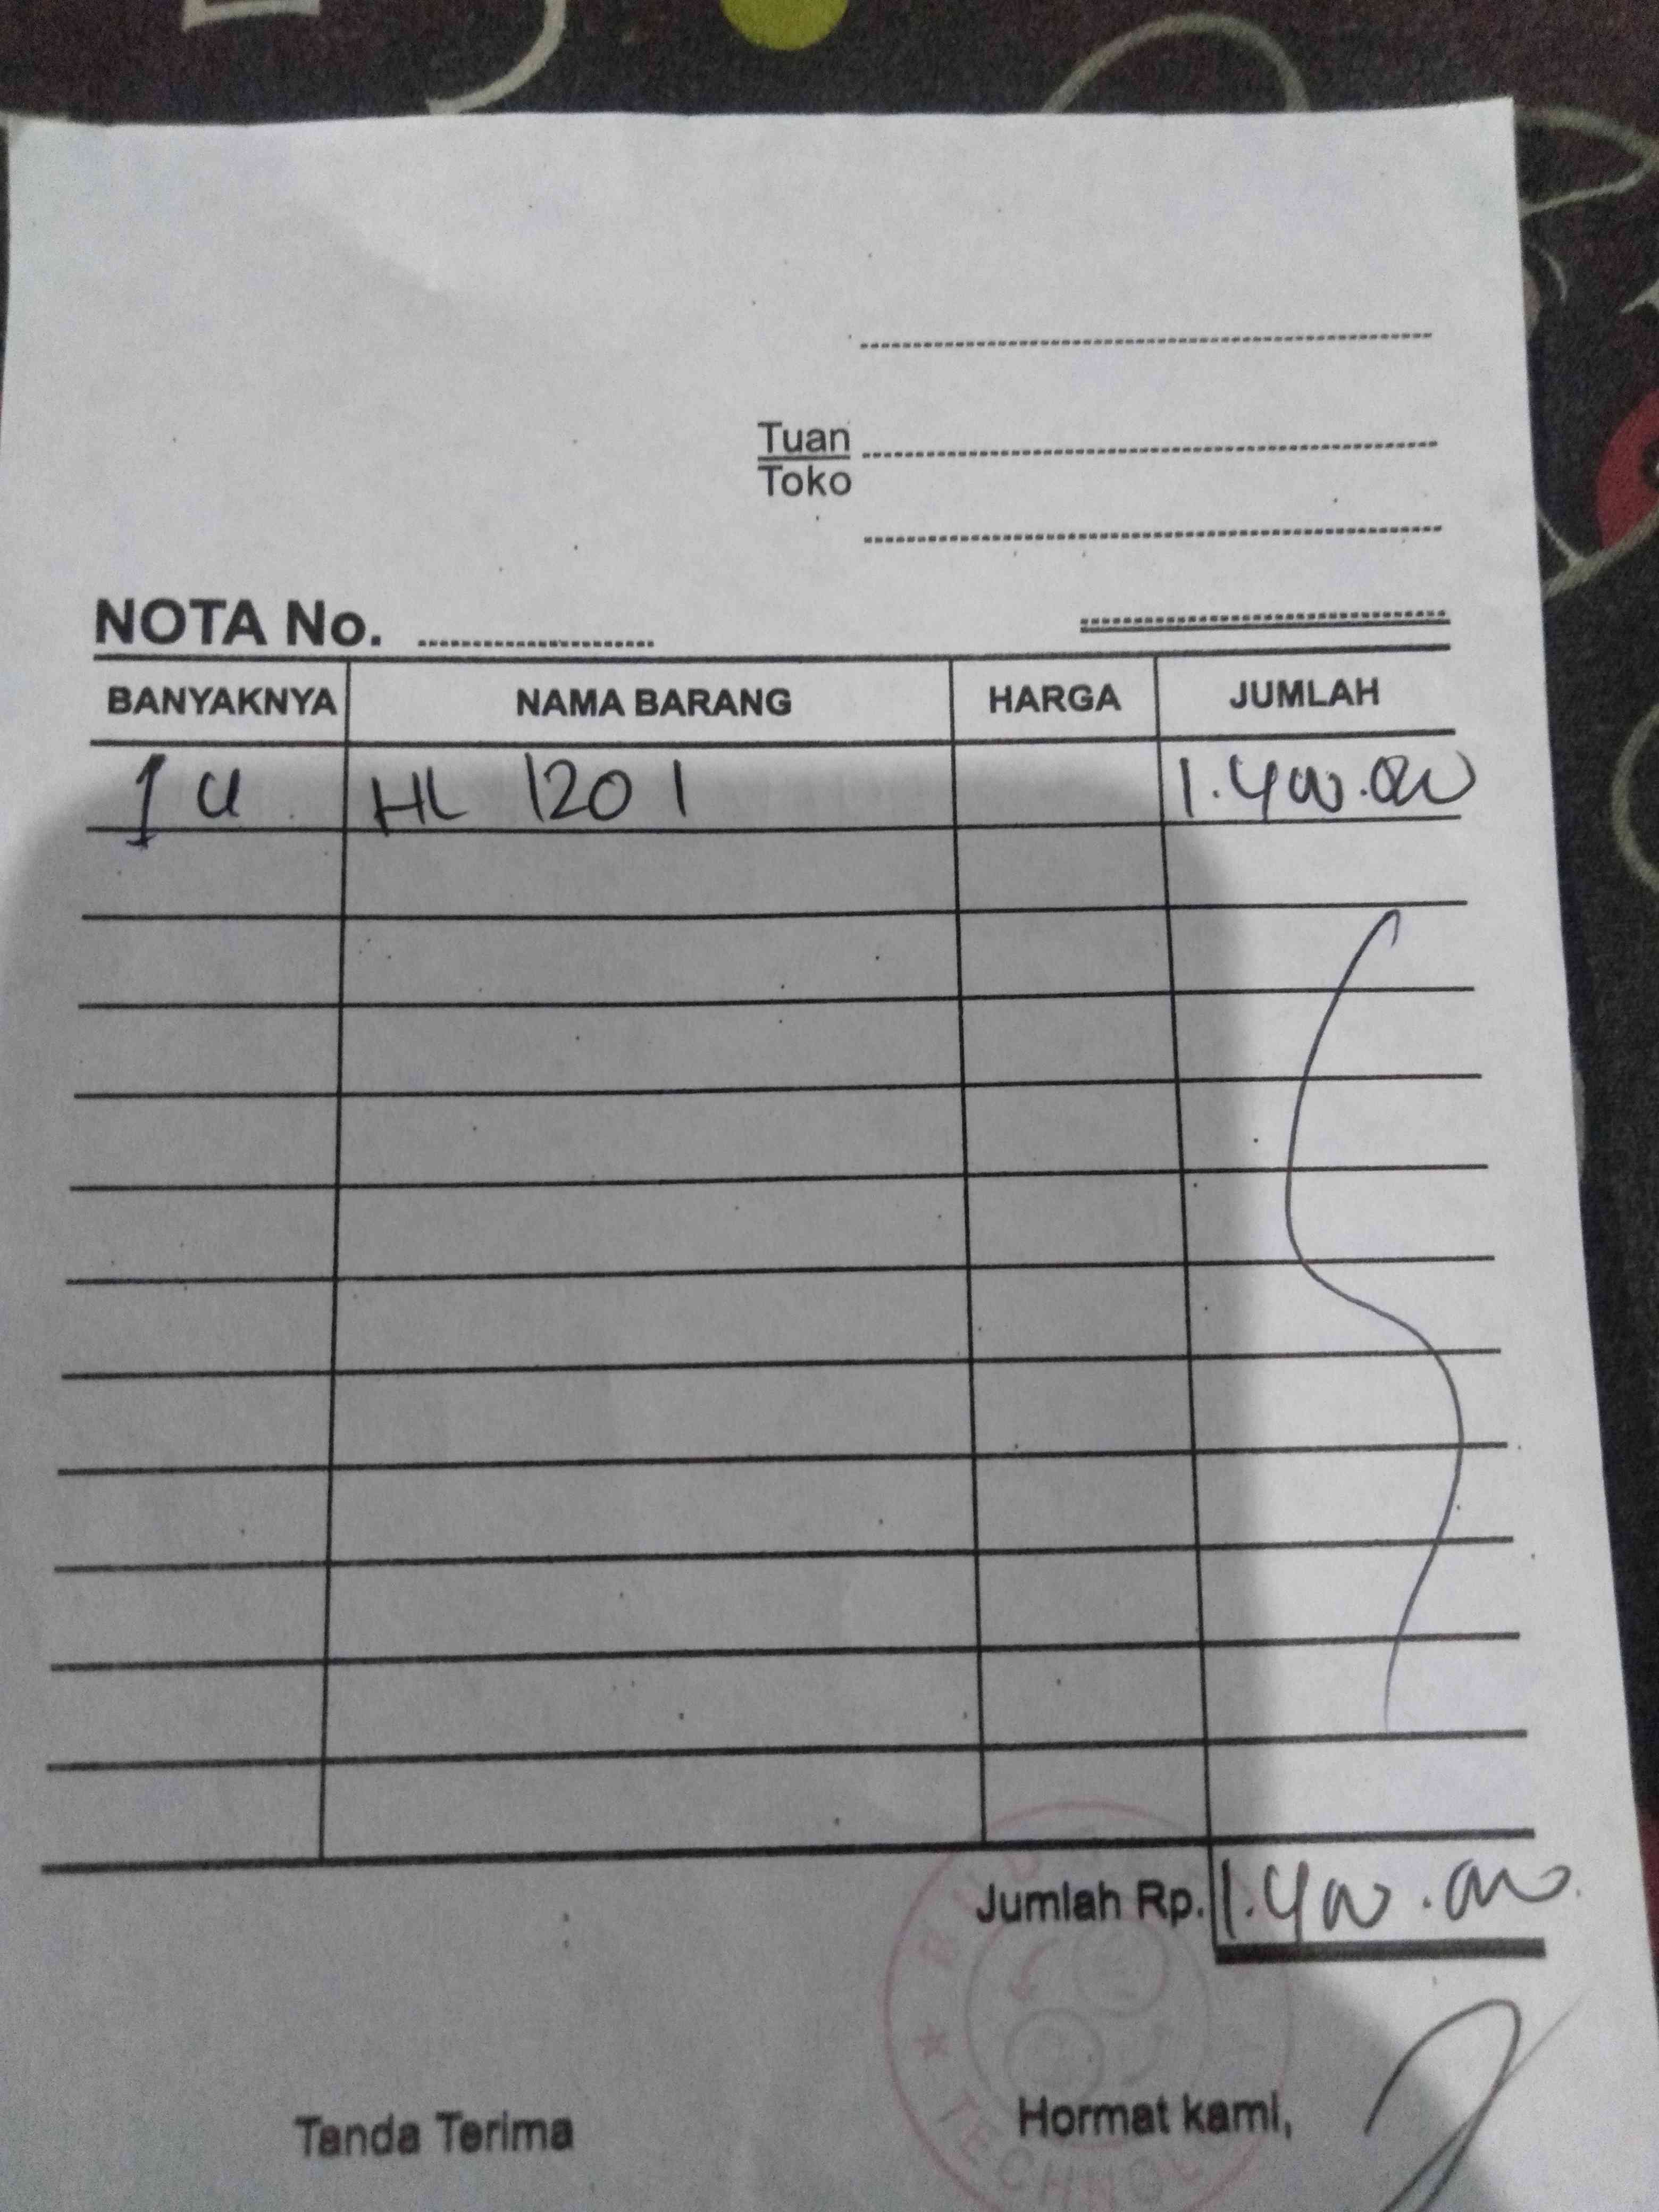 Tuan
Toko
NOTA No.
BANYAKNYA NAMA BARANG HARGA JUMLAH
1 u HL 1201 1.400.000
Jumlah Rp. 1.400.000
Tanda Terima Hormat kami,